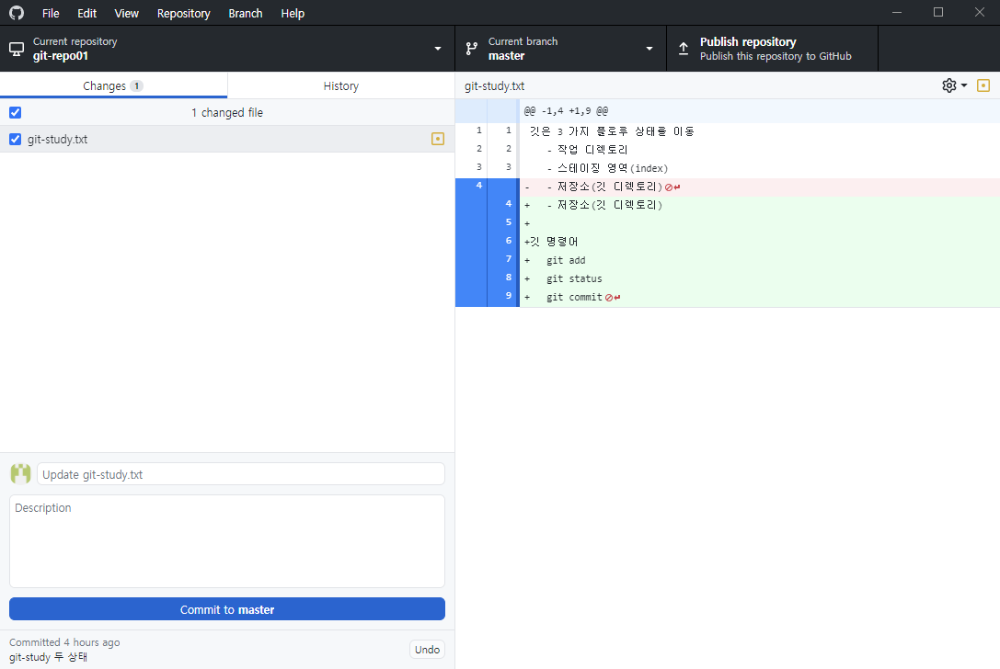 File Edit View Repository Branch Help
Current repository
git-repo01
Current branch
master
Publish repository
Publish this repository to GitHub
Changes 1
History
1 changed file
git-study.txt
Update git-study.txt
Description
Commit to master
Committed 4 hours ago
git-study 두 상태
Undo
git-study.txt
@@ -1,4 +1,9 @@
1 1 깃은 3 가지 플로우 상태을 이동
2 2 - 작업 디렉토리
3 3 - 스테이징 영역(index)
4 - - 저장소(깃 디렉토리)
4 + - 저장소(깃 디렉토리)
5 +
6 +깃 명령어
7 + git add
8 + git status
9 + git commit